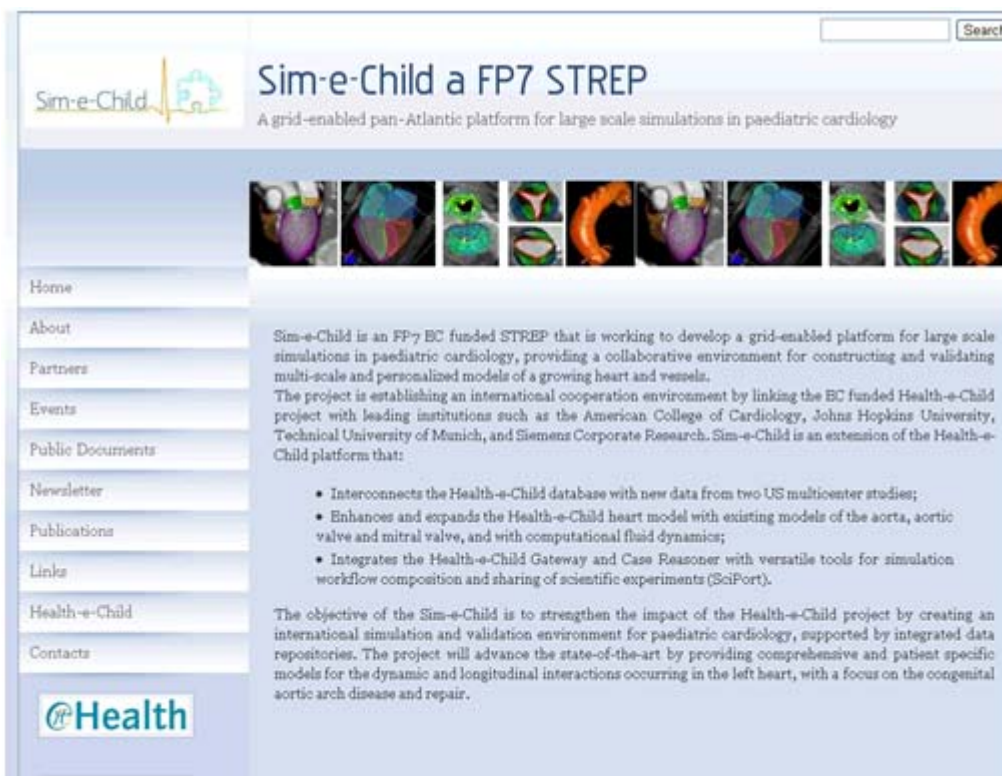 Search
Sim-e-Child
Sim-e-Child a FP7 STREP
A grid-enabled pan-Atlantic platform for large scale simulations in paediatric cardiology
Home
About
Partners
Events
Public Documents
Newsletter
Publications
Links
Health-e-Child
Contacts
@Health
Sim-e-Child is an FP7 EC funded STREP that is working to develop a grid-enabled platform for large scale
simulations in paediatric cardiology, providing a collaborative environment for constructing and validating
multi-scale and personalized models of a growing heart and vessels.
The project is establishing an international cooperation environment by linking the EC funded Health-e-Child
project with leading institutions such as the American College of Cardiology, Johns Hopkins University,
Technical University of Munich, and Siemens Corporate Research. Sim-e-Child is an extension of the Health-e-
Child platform that:
• Interconnects the Health-e-Child database with new data from two US multicenter studies;
• Enhances and expands the Health-e-Child heart model with existing models of the aorta, aortic
valve and mitral valve, and with computational fluid dynamics;
• Integrates the Health-e-Child Gateway and Case Reasoner with versatile tools for simulation
workflow composition and sharing of scientific experiments (SciPort).
The objective of the Sim-e-Child is to strengthen the impact of the Health-e-Child project by creating an
international simulation and validation environment for paediatric cardiology, supported by integrated data
repositories. The project will advance the state-of-the-art by providing comprehensive and patient specific
models for the dynamic and longitudinal interactions occurring in the left heart, with a focus on the congenital
aortic arch disease and repair.